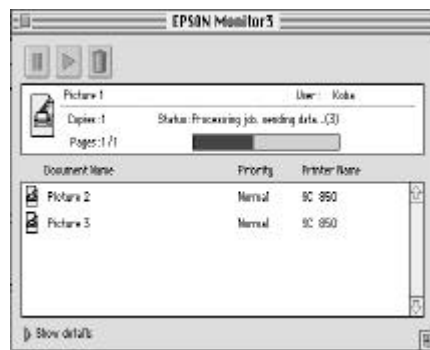 EPSON Monitor3
Picture 1 User: Koba
Copies:1 Status:Processing job, sending data...(3)
Pages:1/1
Document Name Priority Printer Name
Picture 2 Normal SC 850
Picture 3 Normal SC 850
Show details